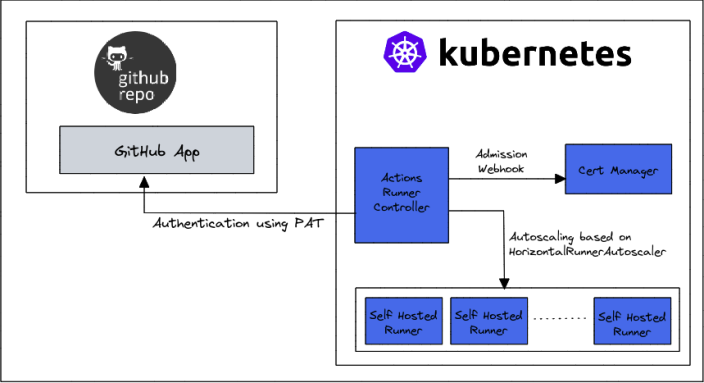 github
repo
GitHub App
Authentication using PAT
kubernetes
Actions
Runner
Controller
Admission
Webhook
Cert Manager
Autoscaling based on
HorizontalRunnerAutoscaler
Self Hosted
Runner
Self Hosted
Runner
Self Hosted
Runner